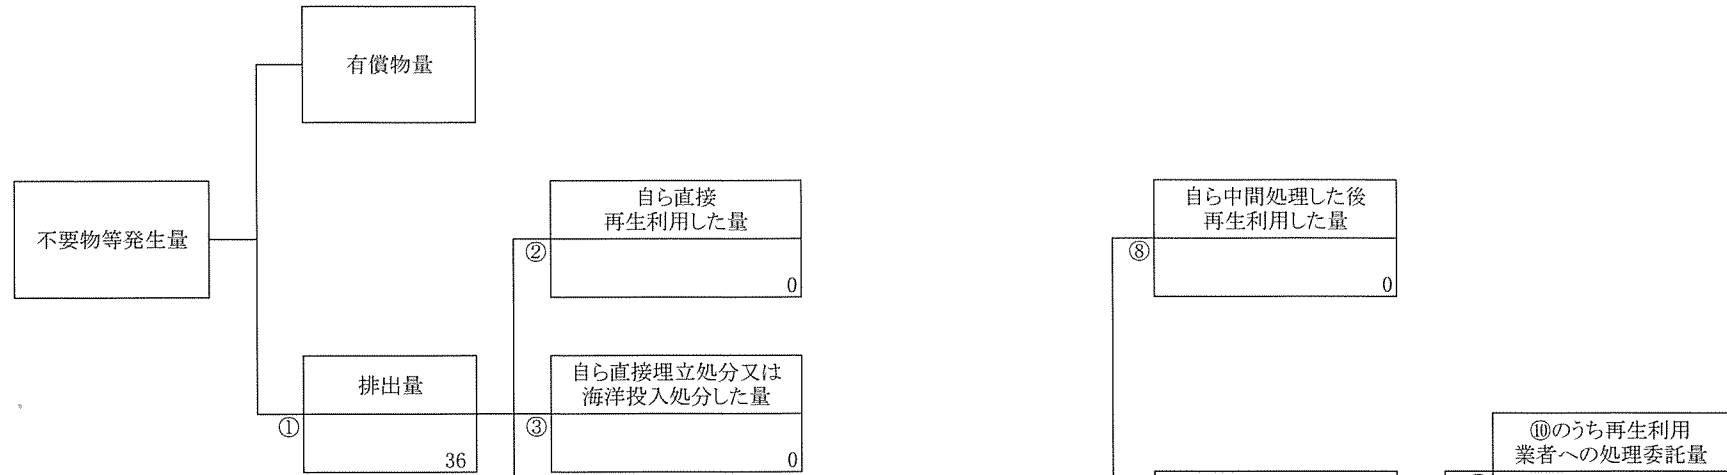 有償物量
不要物等発生量
自ら直接
再生利用した量
②
0
自ら中間処理した後
再生利用した量
⑧
0
排出量
①
36
自ら直接埋立処分又は
海洋投入処分した量
③
0
⑩のうち再生利用
業者への処理委託量